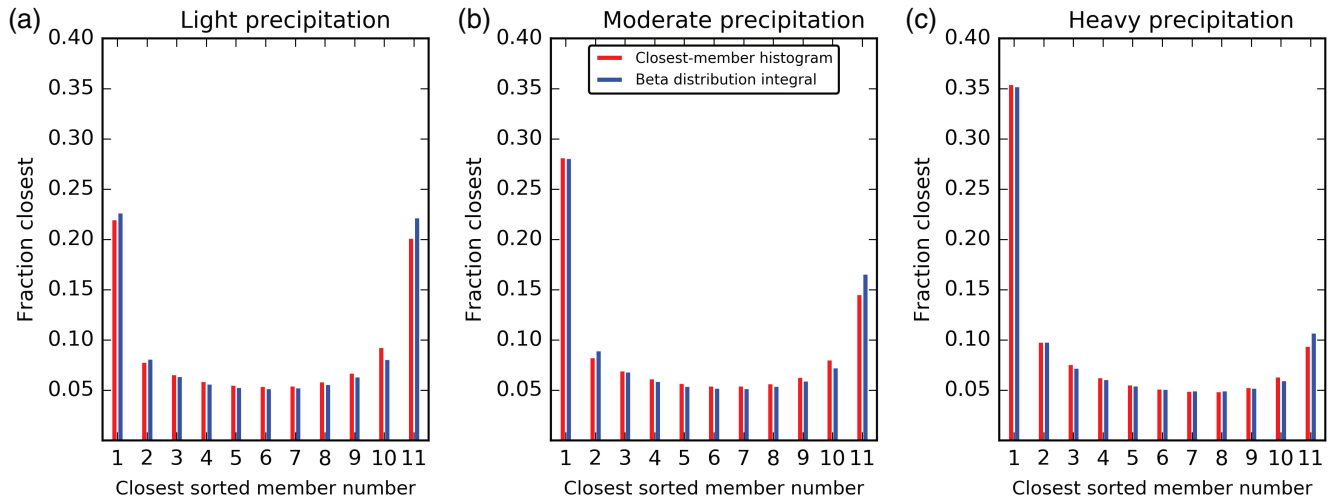 (a)
Light precipitation
0.40
0.35
0.30
0.25
0.20
0.15
0.10
0.05
Fraction closest
1 2 3 4 5 6 7 8 9 10 11
Closest sorted member number
(b)
Moderate precipitation
Closest-member histogram
Beta distribution integral
0.40
0.35
0.30
0.25
0.20
0.15
0.10
0.05
Fraction closest
1 2 3 4 5 6 7 8 9 10 11
Closest sorted member number
(c)
Heavy precipitation
0.40
0.35
0.30
0.25
0.20
0.15
0.10
0.05
Fraction closest
1 2 3 4 5 6 7 8 9 10 11
Closest sorted member number